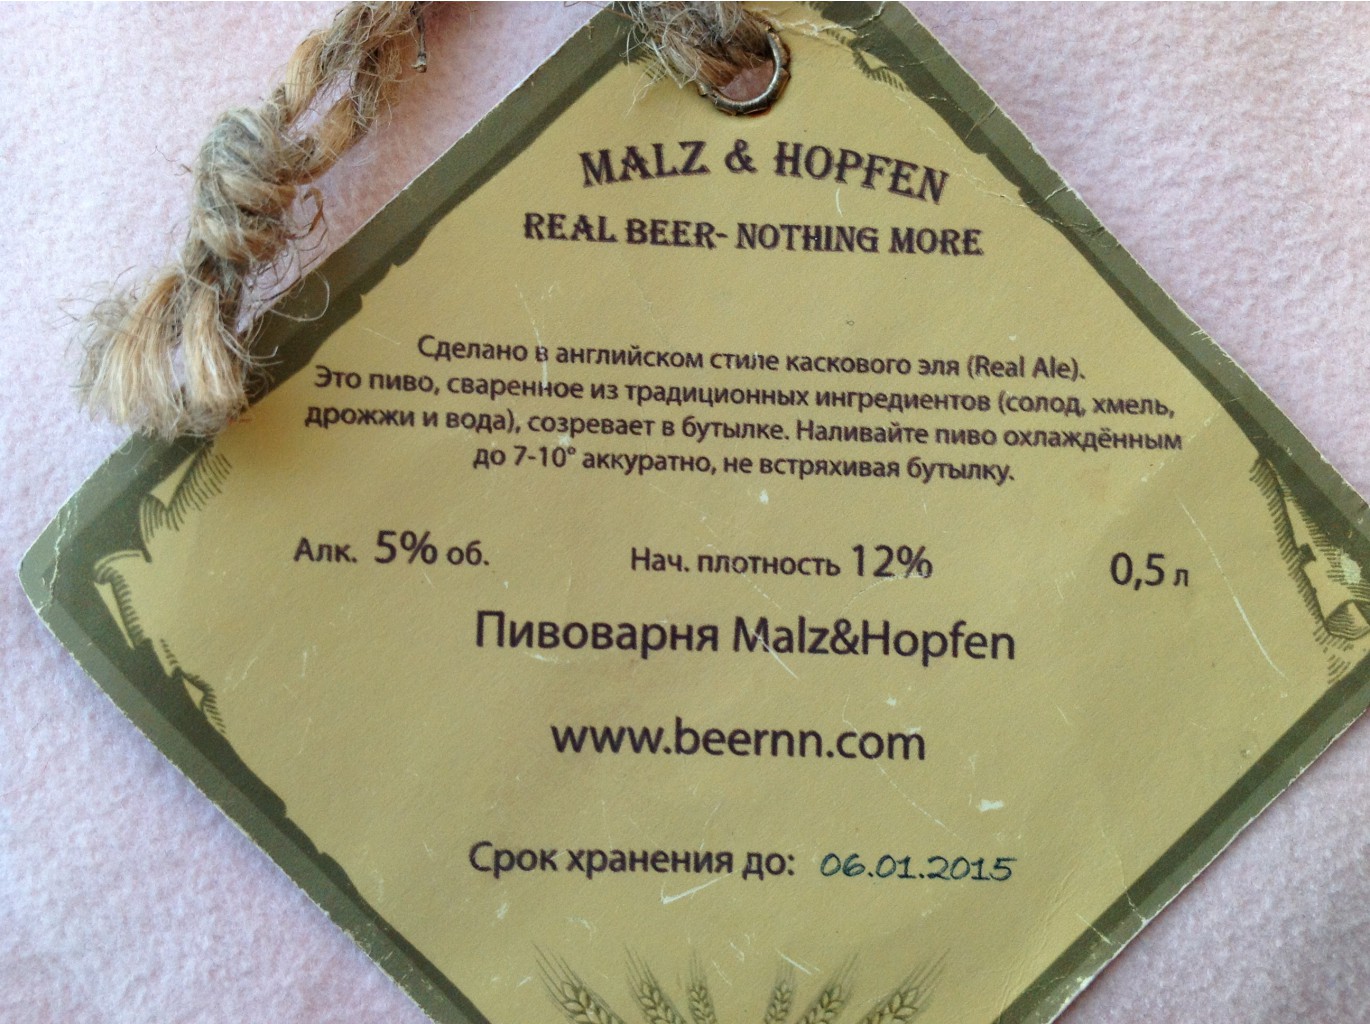 MALZ & HOPFEN
REAL BEER- NOTHING MORE
Сделано в английском стиле каскового эля (Real Ale).
Это пиво, сваренное из традиционных ингредиентов (солод, хмель,
дрожжи и вода), созревает в бутылке. Наливайте пиво охлаждённым
до 7-10° аккуратно, не встряхивая бутылку.
Алк. 5% об. Нач. плотность 12% 0,5 л
Пивоварня Malz&Hopfen
www.beernn.com
Срок хранения до: 06.01.2015